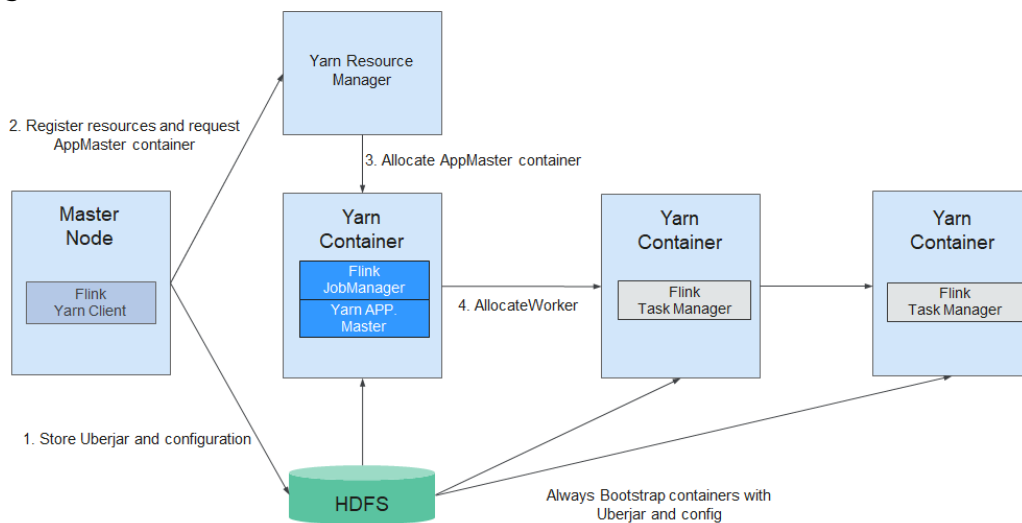 Yarn Resource
Manager
2. Register resources and request
AppMaster container
3. Allocate AppMaster container
Master
Node
Flink
Yarn Client
Yarn
Container
Flink
JobManager
Yarn APP.
Master
4. AllocateWorker
Yarn
Container
Flink
Task Manager
Yarn
Container
Flink
Task Manager
1. Store Uberjar and configuration
HDFS
Always Bootstrap containers with
Uberjar and config